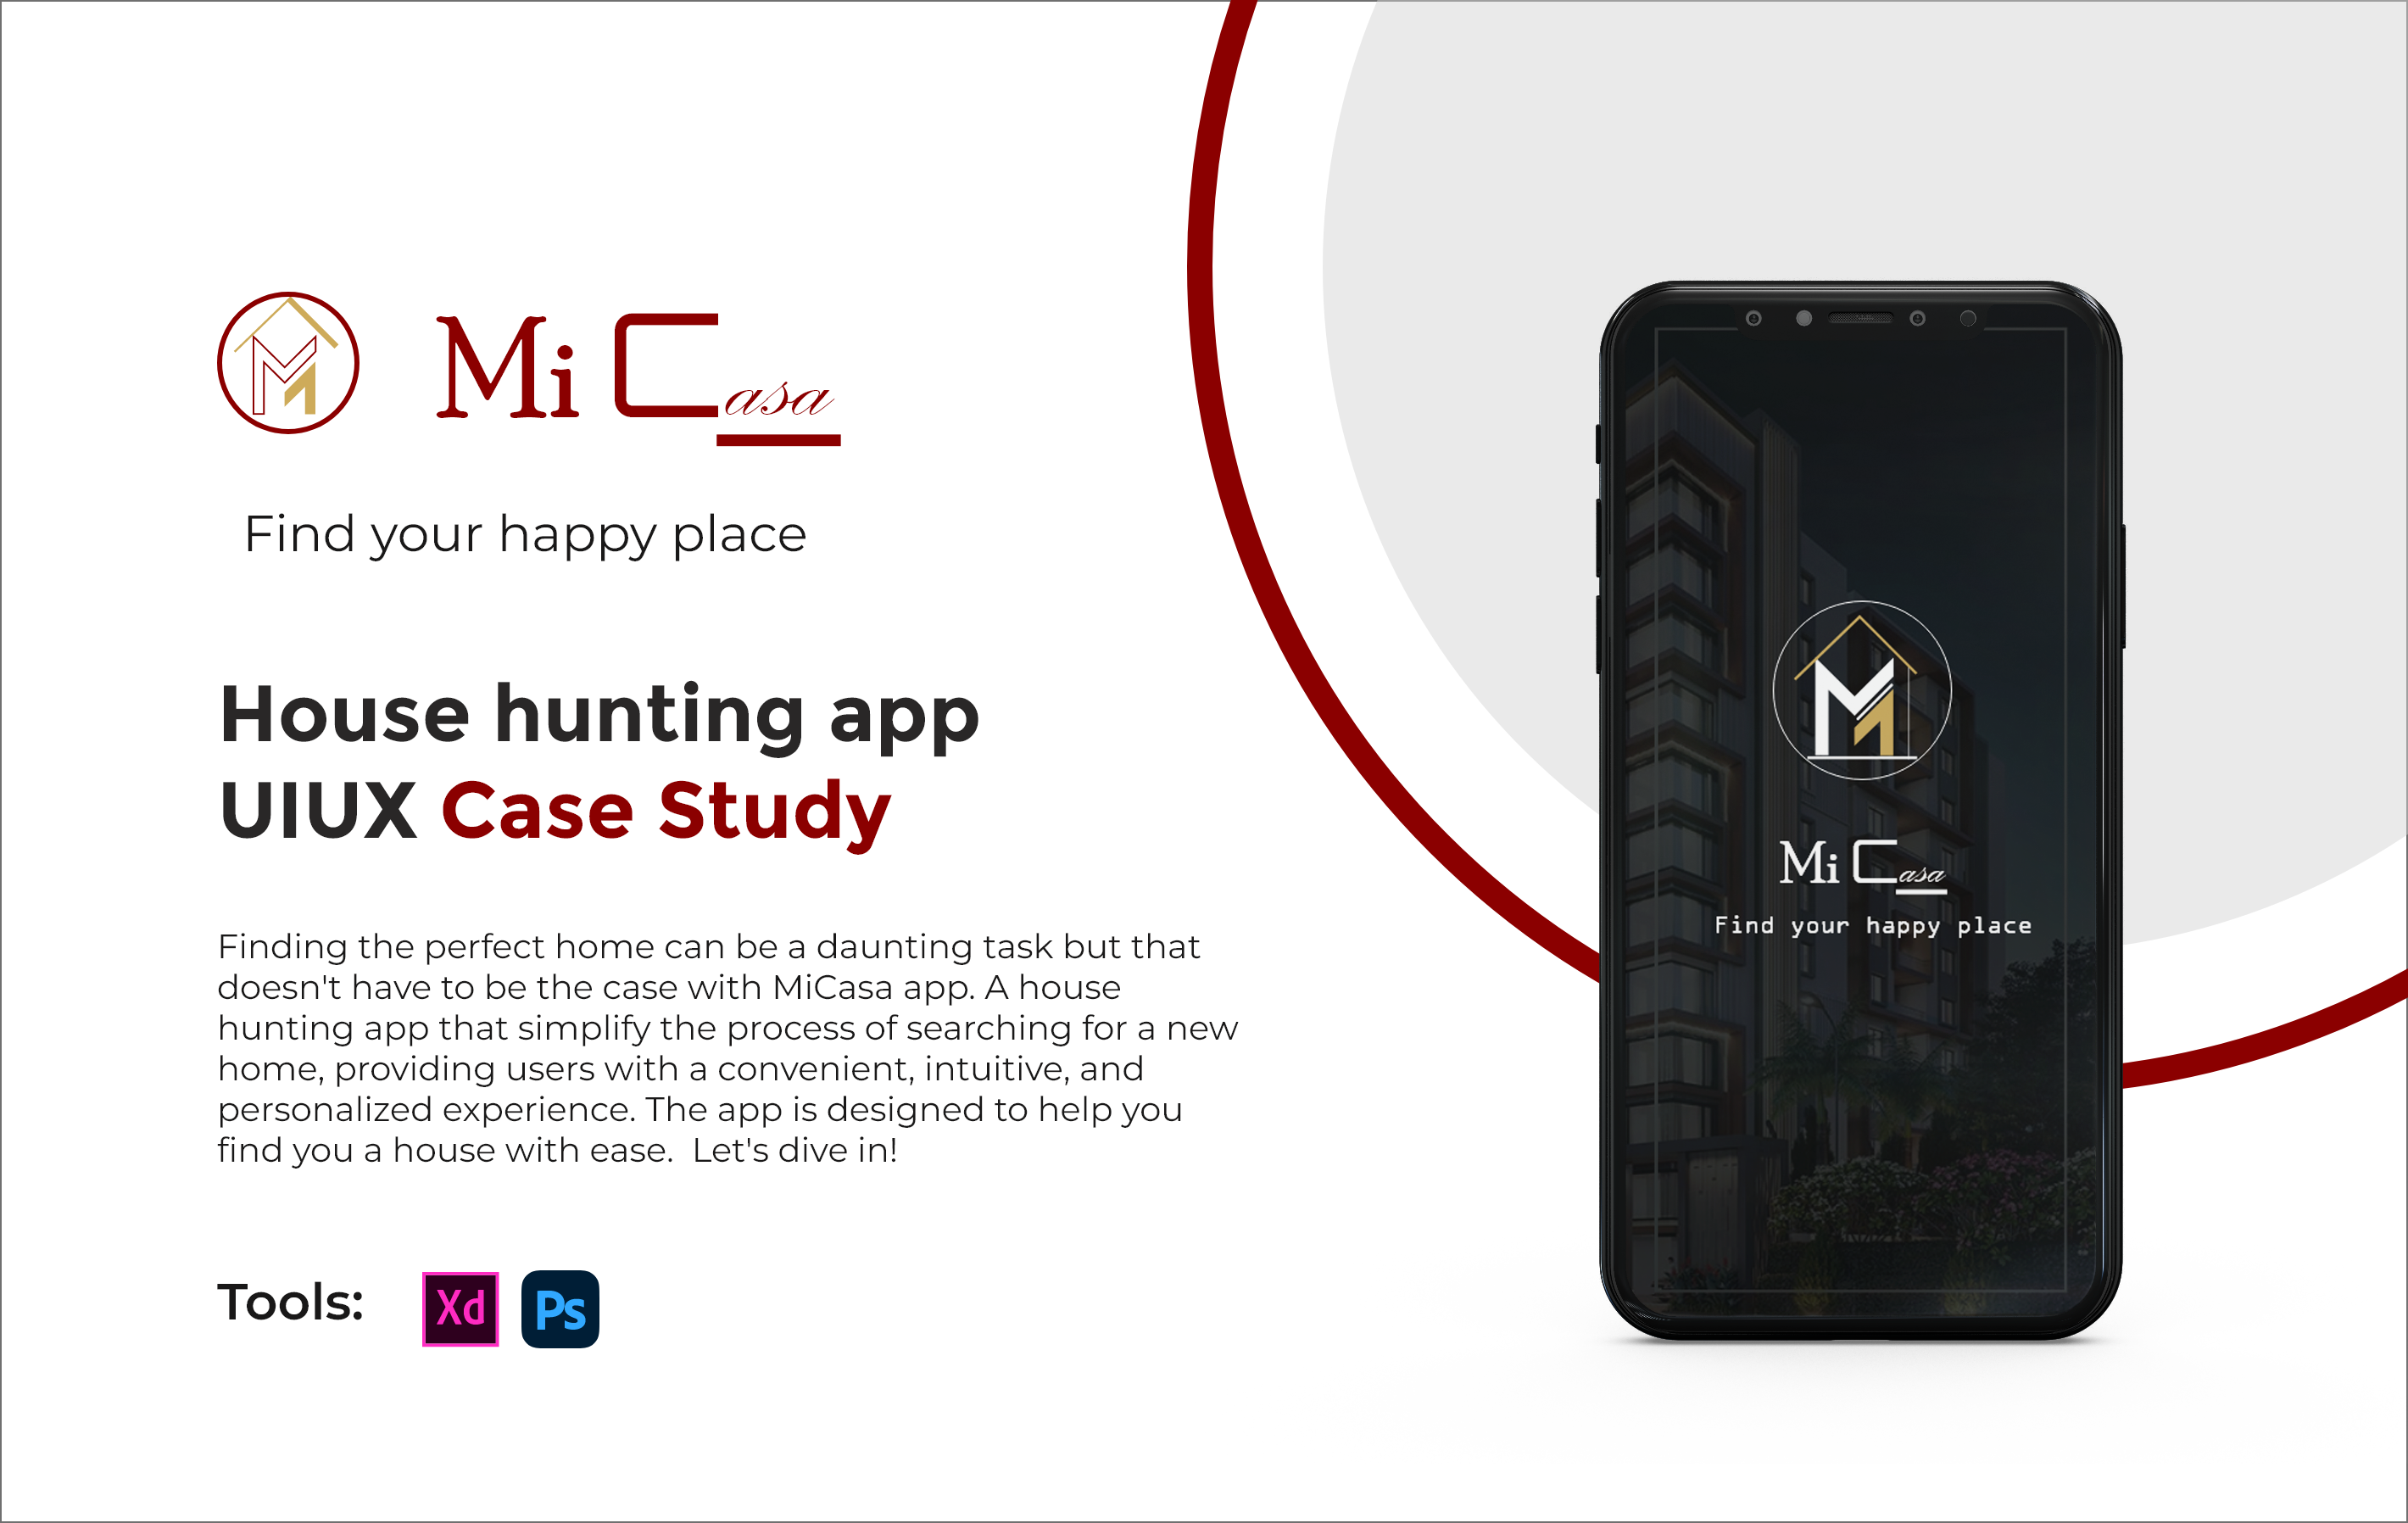 Mi Casa
Find your happy place
House hunting app
UIUX Case Study
Finding the perfect home can be a daunting task but that
doesn't have to be the case with MiCasa app. A house
hunting app that simplify the process of searching for a new
home, providing users with a convenient, intuitive, and
personalized experience. The app is designed to help you
find you a house with ease.  Let's dive in!
Tools: Xd Ps
Mi Casa
Find your happy place